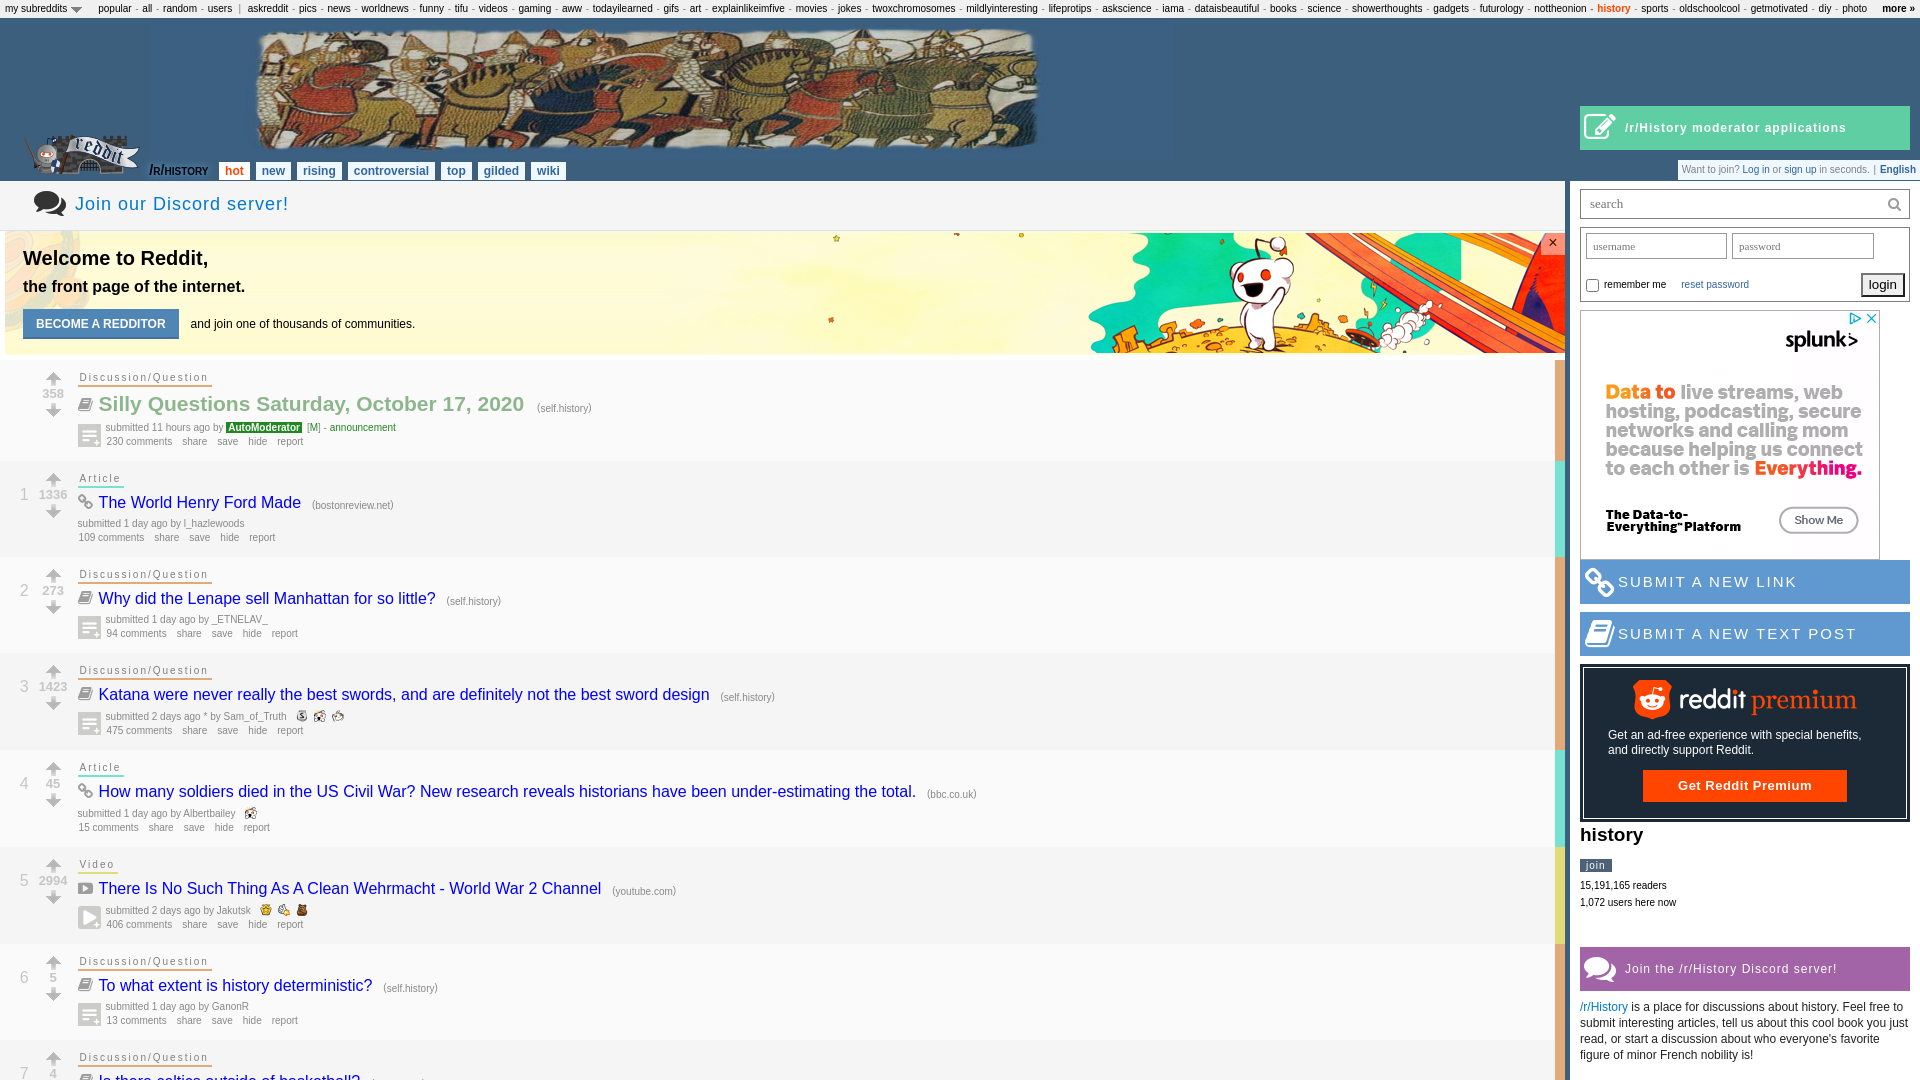 my subreddits popular - all - random - users | askreddit - pics - news - worldnews - funny - tifu - videos - gaming - aww - todayilearned - gifs - art - explainlikeimfive - movies - jokes - twoxchromosomes - mildlyinteresting - lifeprotips - askscience - iama - dataisbeautiful - books - science - showerthoughts - gadgets - futurology - nottheonion - history - sports - oldschoolcool - getmotivated - diy - photo more »
/r/History moderator applications
reddit /r/history hot new rising controversial top gilded wiki
Want to join? Log in or sign up in seconds. | English
Join our Discord server!
search
Welcome to Reddit,
the front page of the internet.
BECOME A REDDITOR and join one of thousands of communities.
×
username password
remember me reset password login
splunk>
Data to live streams, web
hosting, podcasting, secure
networks and calling mom
because helping us connect
to each other is Everything.
The Data-to-
Everything™ Platform
Show Me
358
Discussion/Question
Silly Questions Saturday, October 17, 2020 (self.history)
submitted 11 hours ago by AutoModerator [M] - announcement
230 comments share save hide report
1
1336
Article
The World Henry Ford Made (bostonreview.net)
submitted 1 day ago by l_hazlewoods
109 comments share save hide report
2
273
Discussion/Question
Why did the Lenape sell Manhattan for so little? (self.history)
submitted 1 day ago by _ETNELAV_
94 comments share save hide report
3
1423
Discussion/Question
Katana were never really the best swords, and are definitely not the best sword design (self.history)
submitted 2 days ago * by Sam_of_Truth
475 comments share save hide report
4
45
Article
How many soldiers died in the US Civil War? New research reveals historians have been under-estimating the total. (bbc.co.uk)
submitted 1 day ago by Albertbailey
15 comments share save hide report
5
2994
Video
There Is No Such Thing As A Clean Wehrmacht - World War 2 Channel (youtube.com)
submitted 2 days ago by Jakutsk
406 comments share save hide report
6
5
Discussion/Question
To what extent is history deterministic? (self.history)
submitted 1 day ago by GanonR
13 comments share save hide report
7
4
Discussion/Question
Is there celtics outside of basketball?
SUBMIT A NEW LINK
SUBMIT A NEW TEXT POST
reddit premium
Get an ad-free experience with special benefits,
and directly support Reddit.
Get Reddit Premium
history
join
15,191,165 readers
1,072 users here now
Join the /r/History Discord server!
/r/History is a place for discussions about history. Feel free to
submit interesting articles, tell us about this cool book you just
read, or start a discussion about who everyone's favorite
figure of minor French nobility is!